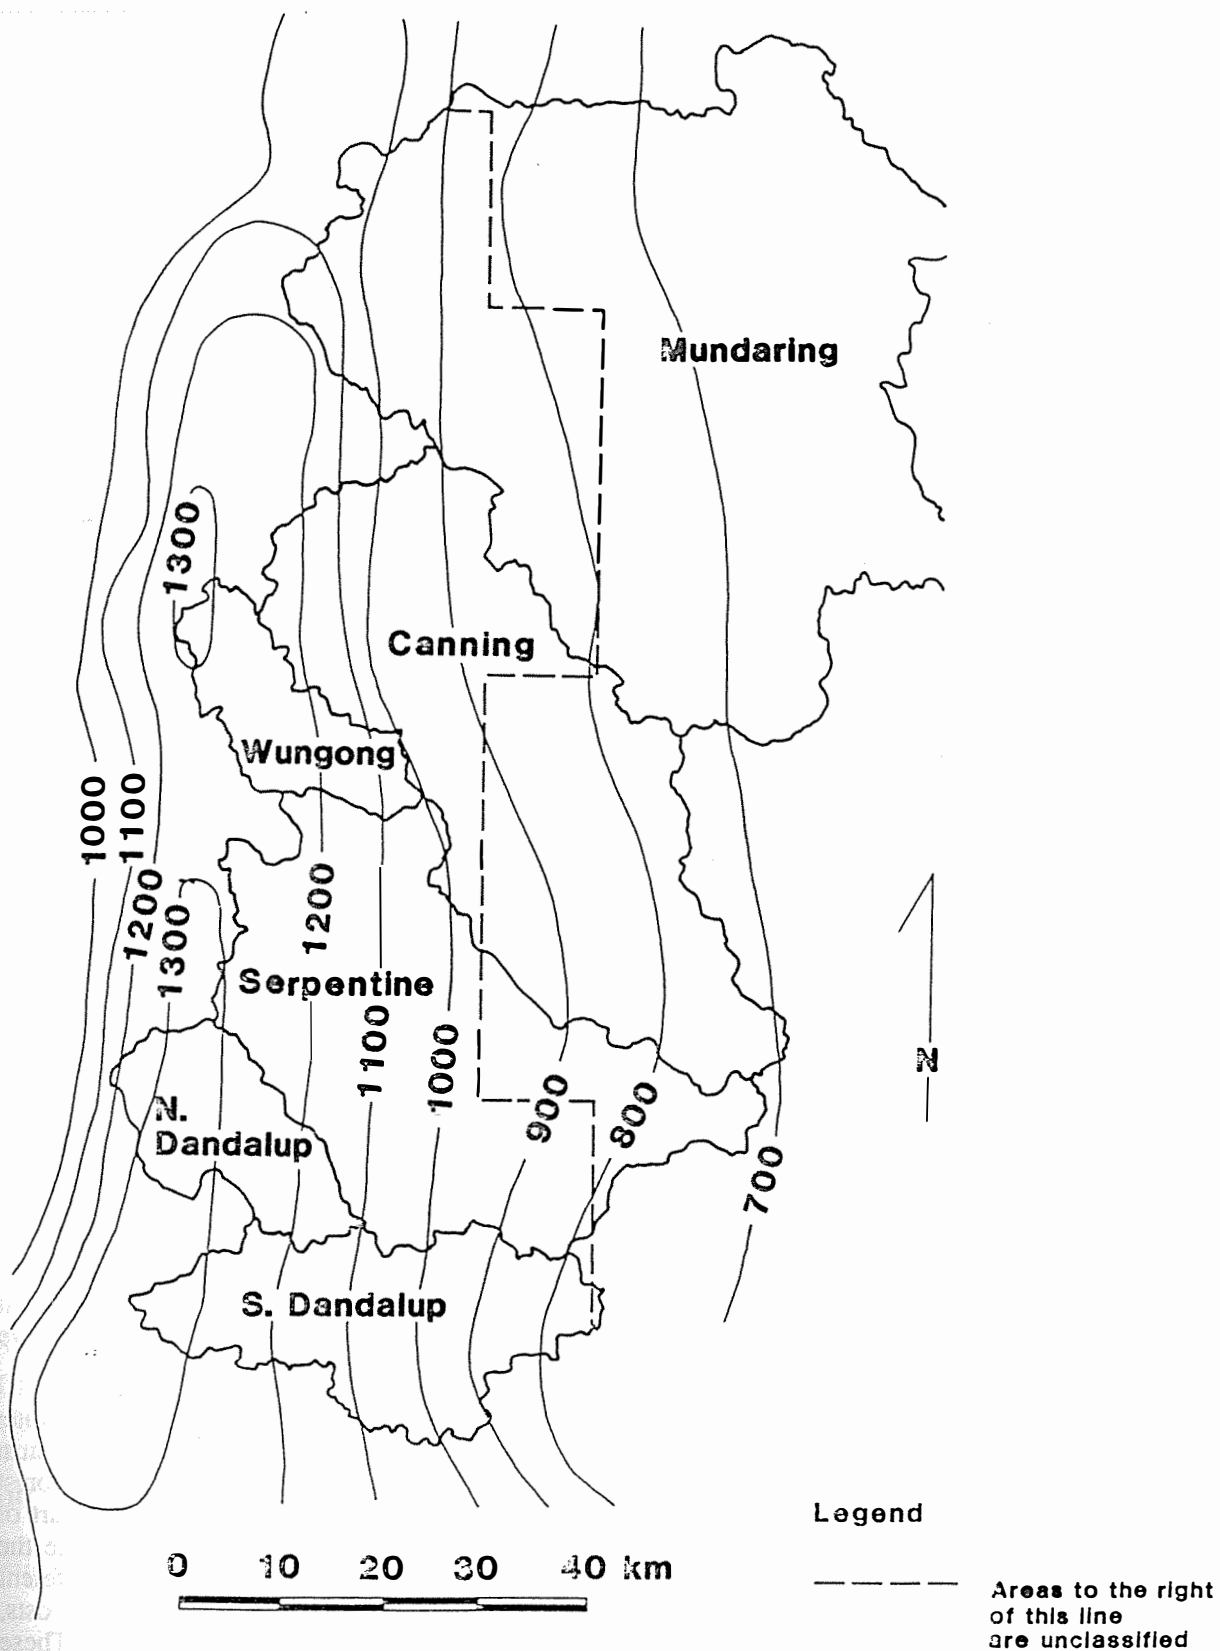 Mundaring
1300
Canning
Wungong
1000
1100
1200
1300
1200
Serpentine
1100
1000
900
800
700
N
N.
Dandalup
S. Dandalup
Legend
0 10 20 30 40 km
Areas to the right
of this line
are unclassified